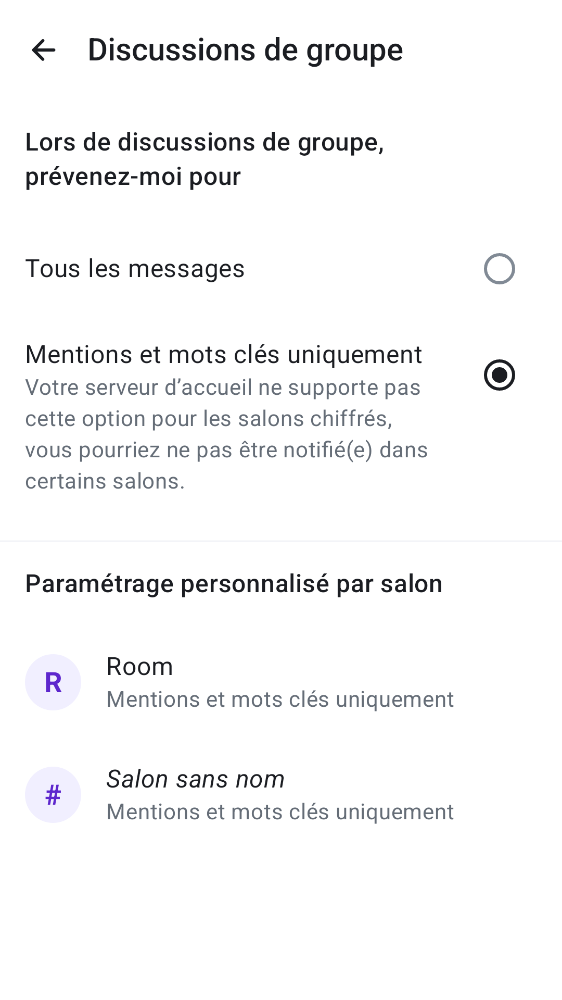 Discussions de groupe
Lors de discussions de groupe,
prévenez-moi pour
Tous les messages
Mentions et mots clés uniquement
Votre serveur d’accueil ne supporte pas
cette option pour les salons chiffrés,
vous pourriez ne pas être notifié(e) dans
certains salons.
Paramétrage personnalisé par salon
R
Room
Mentions et mots clés uniquement
#
Salon sans nom
Mentions et mots clés uniquement